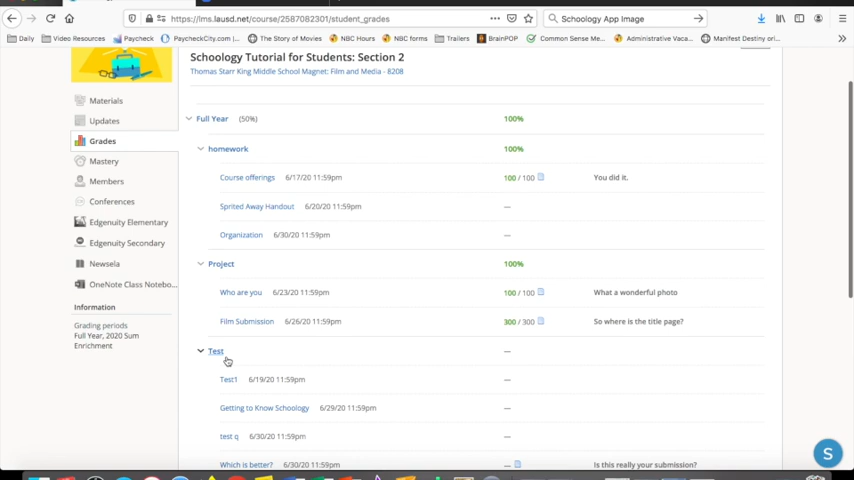 https://lms.lausd.net/course/2587082301/student_grades
Schoology App Image
Daily Video Resources Paycheck PaycheckCity.com | ... The Story of Movies NBC Hours NBC forms Trailers BrainPOP Common Sense Me... Administrative Vaca... Manifest Destiny ori...
Schoology Tutorial for Students: Section 2
Thomas Starr King Middle School Magnet: Film and Media - 8208
Materials
Updates
Grades
Mastery
Members
Conferences
Edgenuity Elementary
Edgenuity Secondary
Newsela
OneNote Class Notebo...
Information
Grading periods
Full Year, 2020 Sum
Enrichment
Full Year (50%) 100%
homework 100%
Course offerings 6/17/20 11:59pm 100 / 100 You did it.
Sprited Away Handout 6/20/20 11:59pm —
Organization 6/30/20 11:59pm —
Project 100%
Who are you 6/23/20 11:59pm 100 / 100 What a wonderful photo
Film Submission 6/26/20 11:59pm 300 / 300 So where is the title page?
Test —
Test1 6/19/20 11:59pm —
Getting to Know Schoology 6/29/20 11:59pm —
test q 6/30/20 11:59pm —
Which is better? 6/30/20 11:59pm — Is this really your submission?
S